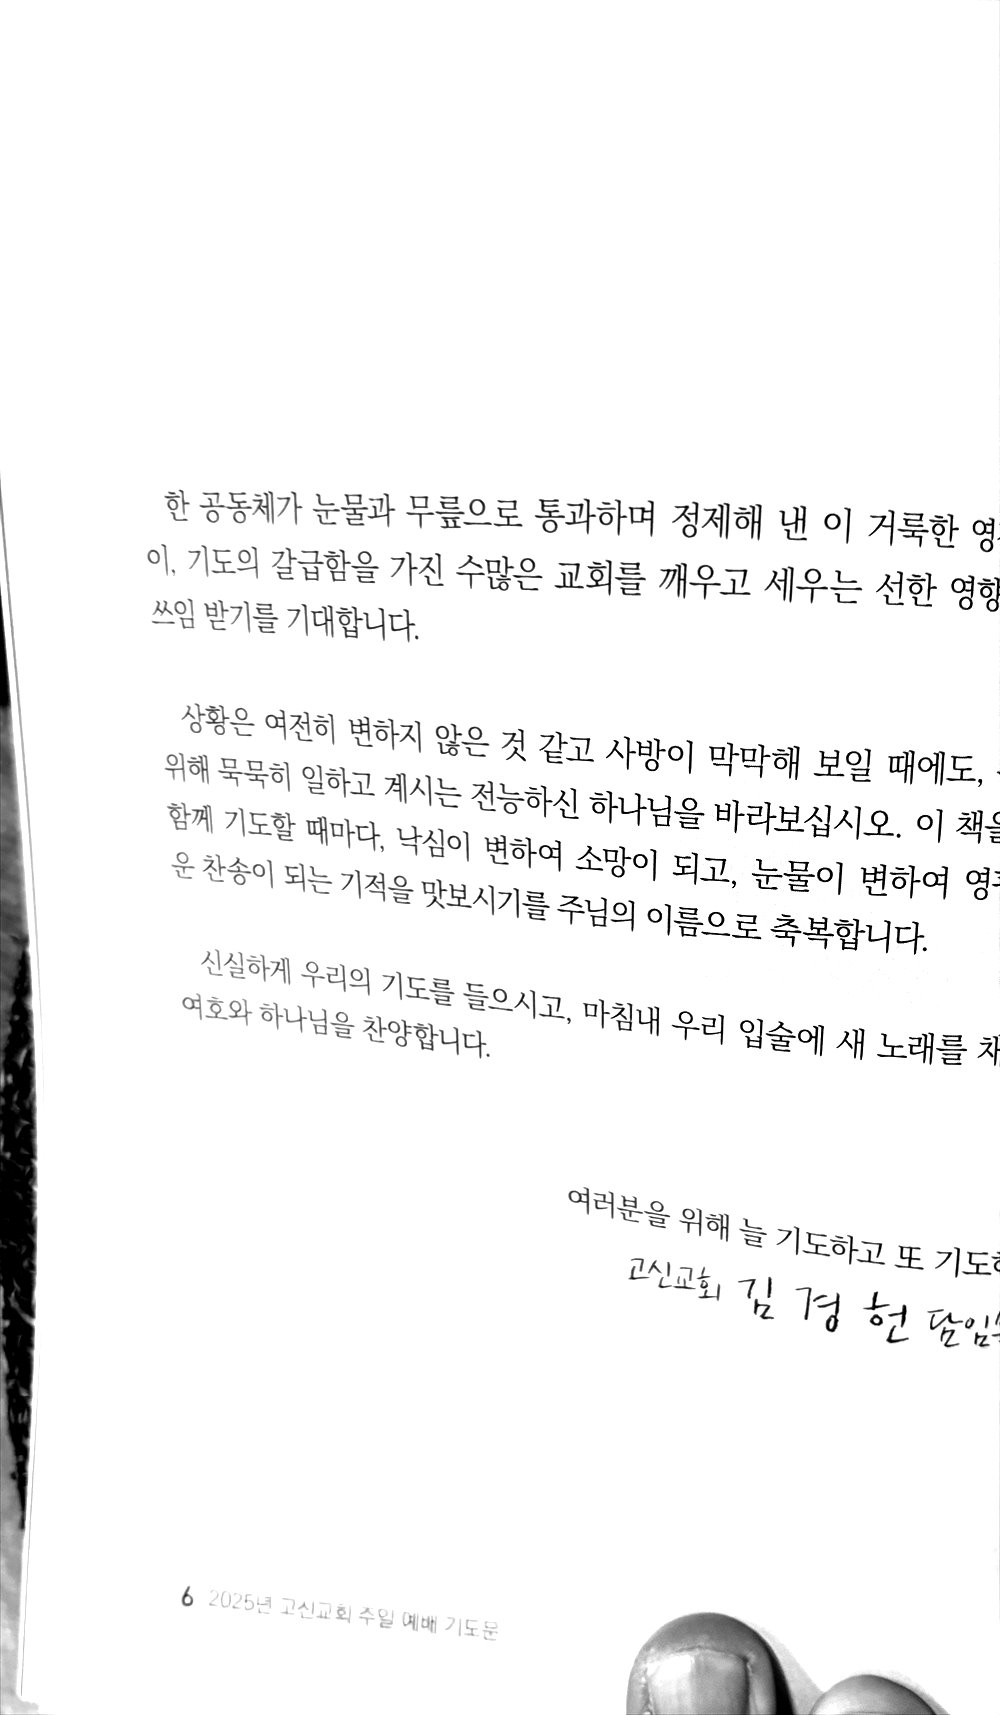 한 공동체가 눈물과 무릎으로 통과하며 정제해 낸 이 거룩한
이, 기도의 갈급함을 가진 수많은 교회를 깨우고 세우는 선한
쓰임 받기를 기대합니다.
상황은 여전히 변하지 않은 것 같고 사방이 막막해 보일 때에도,
위해 묵묵히 일하고 계시는 전능하신 하나님을 바라보십시오. 이 책을
함께 기도할 때마다, 낙심이 변하여 소망이 되고, 눈물이 변하여
운 찬송이 되는 기적을 맛보시기를 주님의 이름으로 축복합니다.
신실하게 우리의 기도를 들으시고, 마침내 우리 입술에 새 노래를
여호와 하나님을 찬양합니다.
여러분을 위해 늘 기도하고 또
고신교회 김 경 헌
6 2025년 고신교회 주일 예배 기도문